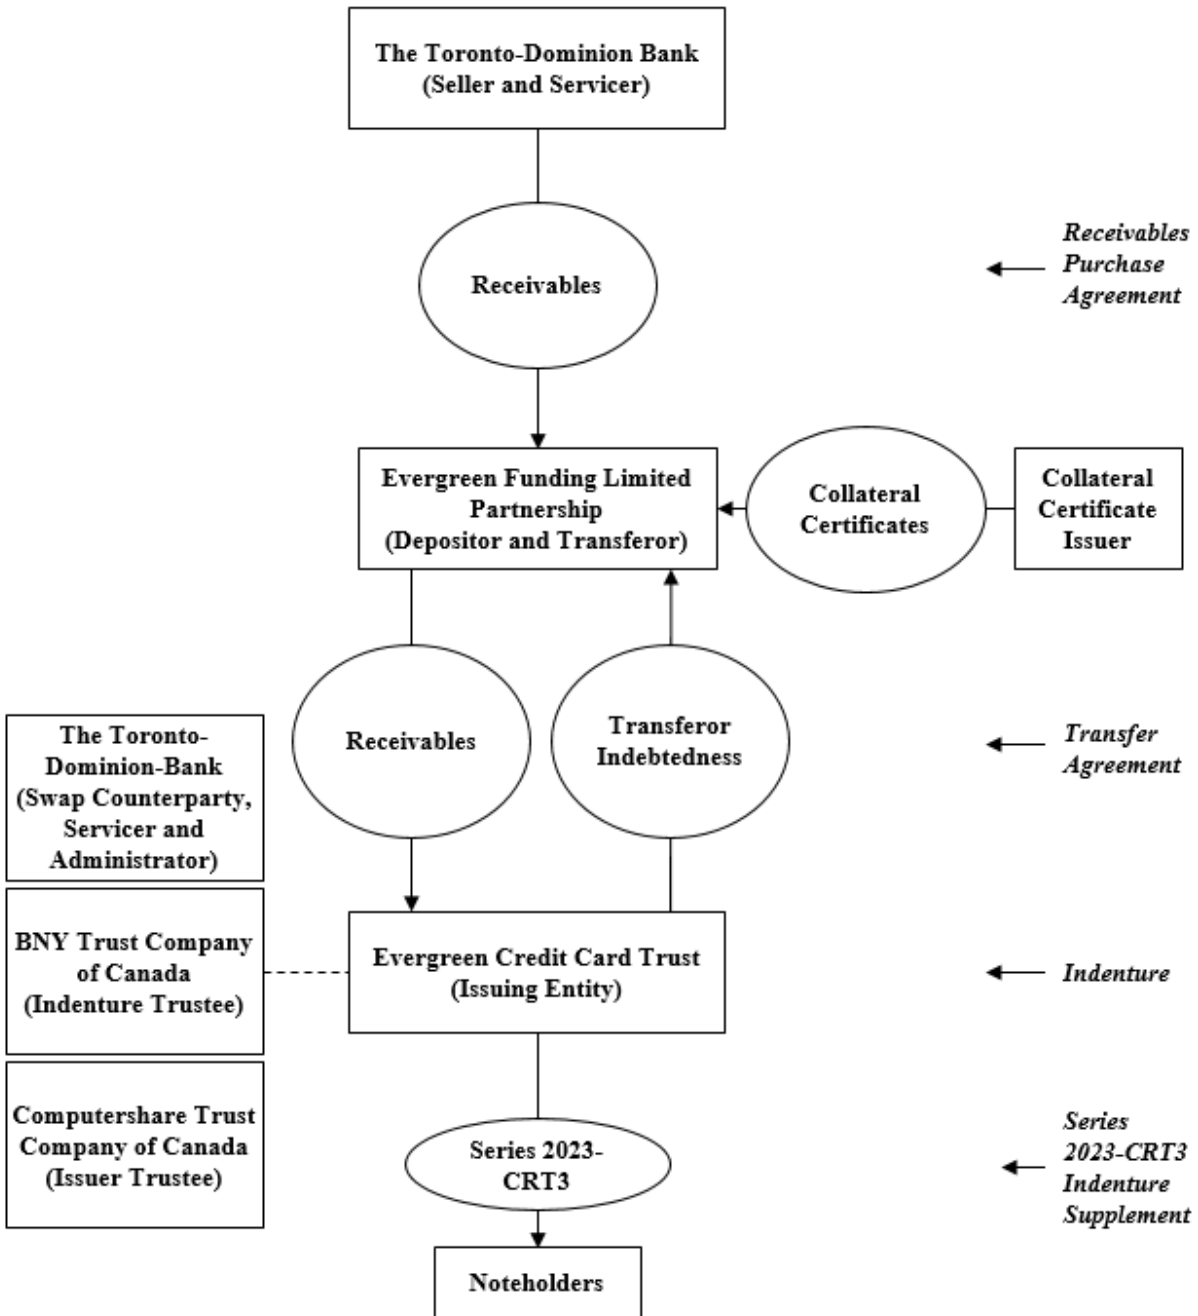 The Toronto-Dominion Bank
(Seller and Servicer)
Receivables
Receivables
Purchase
Agreement
Evergreen Funding Limited
Partnership
(Depositor and Transferor)
Collateral
Certificates
Collateral
Certificate
Issuer
Receivables
Transferor
Indebtedness
Transfer
Agreement
The Toronto-
Dominion-Bank
(Swap Counterparty,
Servicer and
Administrator)
BNY Trust Company
of Canada
(Indenture Trustee)
Evergreen Credit Card Trust
(Issuing Entity)
Indenture
Computershare Trust
Company of Canada
(Issuer Trustee)
Series 2023-
CRT3
Series
2023-CRT3
Indenture
Supplement
Noteholders